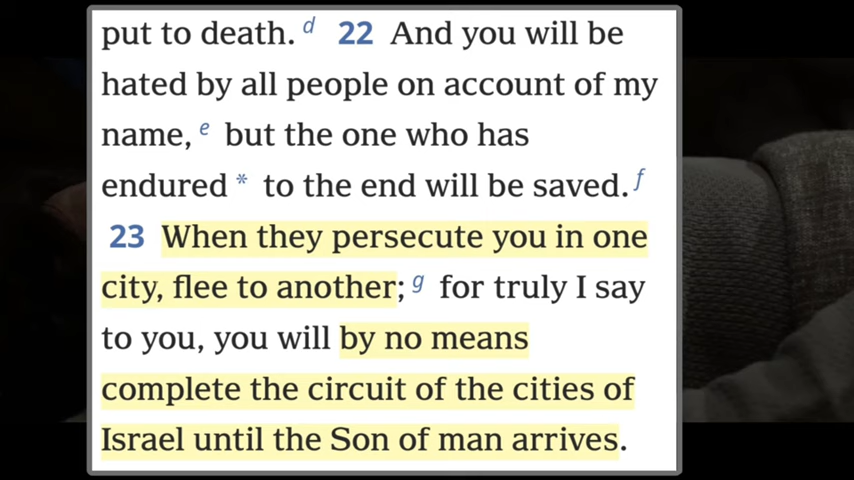 put to death. d 22 And you will be
hated by all people on account of my
name, e but the one who has
endured * to the end will be saved. f
23 When they persecute you in one
city, flee to another; g for truly I say
to you, you will by no means
complete the circuit of the cities of
Israel until the Son of man arrives.